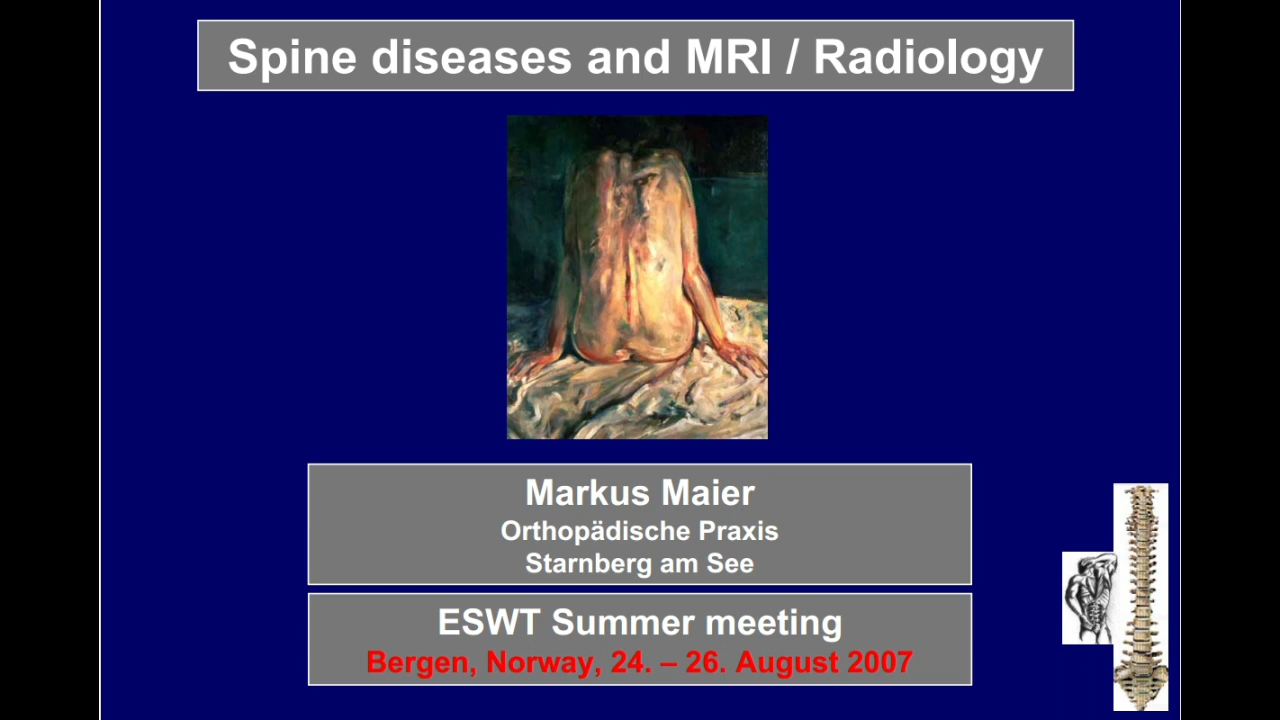 Spine diseases and MRI / Radiology
Markus Maier
Orthopädische Praxis
Starnberg am See
ESWT Summer meeting
Bergen, Norway, 24. – 26. August 2007